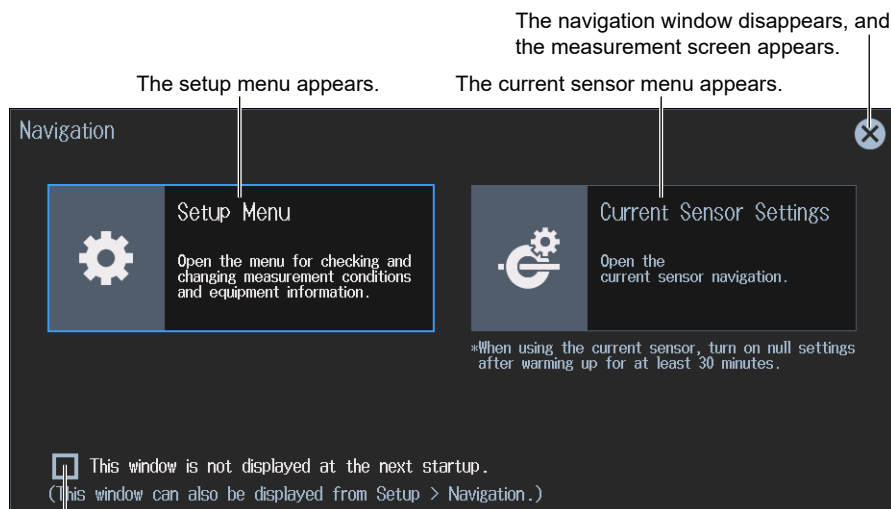 The navigation window disappears, and
the measurement screen appears.
The setup menu appears.
The current sensor menu appears.
Navigation
Setup Menu
Open the menu for checking and
changing measurement conditions
and equipment information.
Current Sensor Settings
Open the
current sensor navigation.
*When using the current sensor, turn on null settings
after warming up for at least 30 minutes.
This window is not displayed at the next startup.
(This window can also be displayed from Setup > Navigation.)